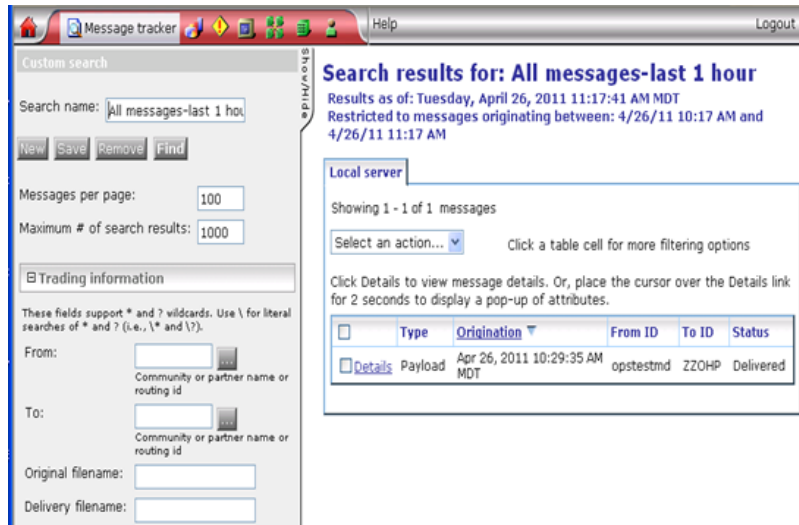 Message tracker
Help
Logout
Custom search
Show/Hide
Search name: All messages-last 1 hou
New Save Remove Find
Messages per page: 100
Maximum # of search results: 1000
Trading information
These fields support * and ? wildcards. Use \ for literal
searches of * and ? (i.e., \* and \?).
From:
...
Community or partner name or
routing id
To:
...
Community or partner name or
routing id
Original filename:
Delivery filename:
Search results for: All messages-last 1 hour
Results as of: Tuesday, April 26, 2011 11:17:41 AM MDT
Restricted to messages originating between: 4/26/11 10:17 AM and
4/26/11 11:17 AM
Local server
Showing 1 - 1 of 1 messages
Select an action... Click a table cell for more filtering options
Click Details to view message details. Or, place the cursor over the Details link
for 2 seconds to display a pop-up of attributes.
Type Origination From ID To ID Status
Details Payload Apr 26, 2011 10:29:35 AM
MDT opstestmd ZZOHP Delivered